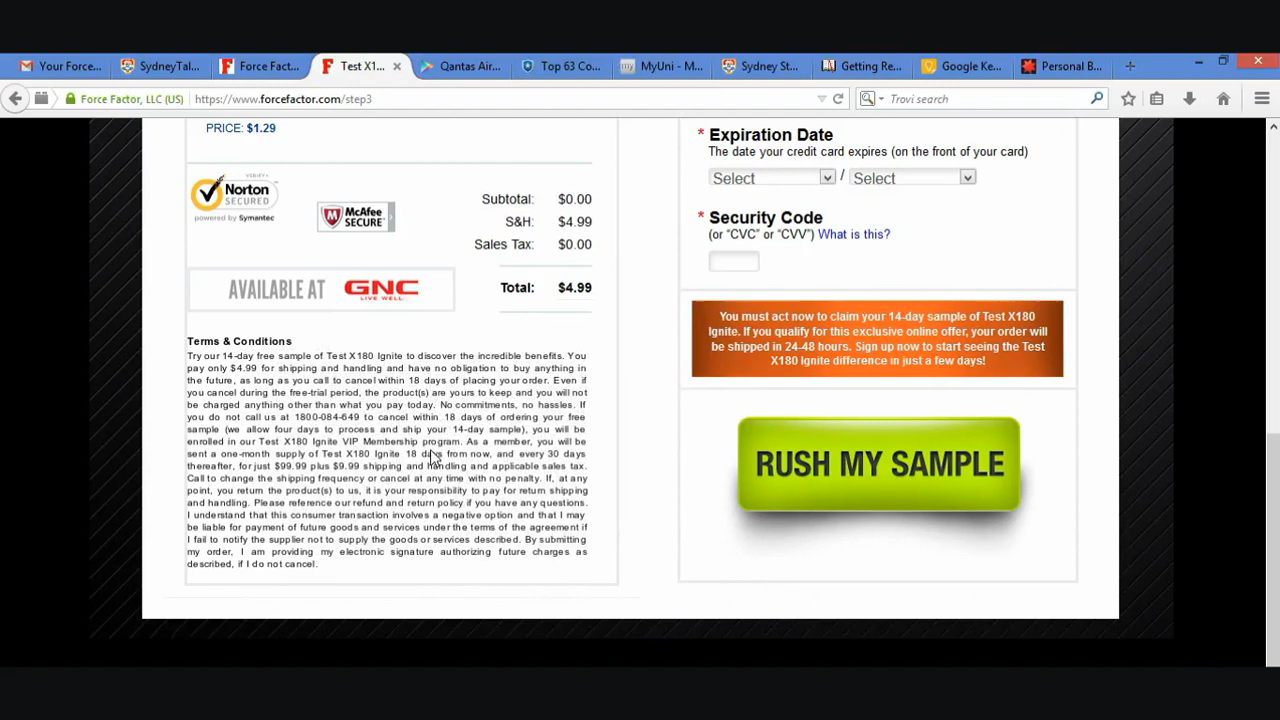 Your Force...
SydneyTal...
Force Fact...
Test X1...
Qantas Air...
Top 63 Co...
MyUni - M...
Sydney St...
Getting Re...
Google Ke...
Personal B...
Force Factor, LLC (US)
https://www.forcefactor.com/step3
Trovi search
PRICE: $1.29
Norton
SECURED
powered by Symantec
McAfee
SECURE
Subtotal: $0.00
S&H: $4.99
Sales Tax: $0.00
AVAILABLE AT GNC
LIVE WELL
Total: $4.99
Terms & Conditions
Try our 14-day free sample of Test X180 Ignite to discover the incredible benefits. You
pay only $4.99 for shipping and handling and have no obligation to buy anything in
the future, as long as you call to cancel within 18 days of placing your order. Even if
you cancel during the free-trial period, the product(s) are yours to keep and you will not
be charged anything other than what you pay today. No commitments, no hassles. If
you do not call us at 1800-084-649 to cancel within 18 days of ordering your free
sample (we allow four days to process and ship your 14-day sample), you will be
enrolled in our Test X180 Ignite VIP Membership program. As a member, you will be
sent a one-month supply of Test X180 Ignite 18 days from now, and every 30 days
thereafter, for just $99.99 plus $9.99 shipping and handling and applicable sales tax.
Call to change the shipping frequency or cancel at any time with no penalty. If, at any
point, you return the product(s) to us, it is your responsibility to pay for return shipping
and handling. Please reference our refund and return policy if you have any questions.
I understand that this consumer transaction involves a negative option and that I may
be liable for payment of future goods and services under the terms of the agreement if
I fail to notify the supplier not to supply the goods or services described. By submitting
my order, I am providing my electronic signature authorizing future charges as
described, if I do not cancel.
* Expiration Date
The date your credit card expires (on the front of your card)
Select / Select
* Security Code
(or "CVC" or "CVV") What is this?
You must act now to claim your 14-day sample of Test X180
Ignite. If you qualify for this exclusive online offer, your order will
be shipped in 24-48 hours. Sign up now to start seeing the Test
X180 Ignite difference in just a few days!
RUSH MY SAMPLE